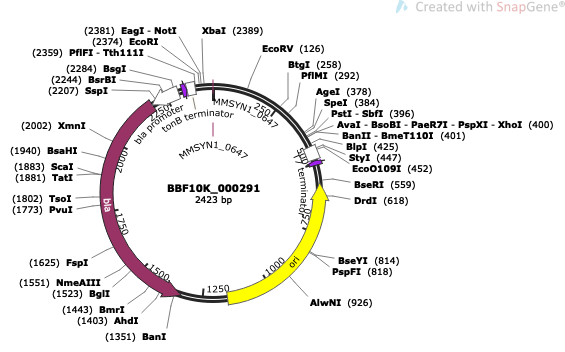 Created with SnapGene®
(2381) EagI - NotI
(2374) EcoRI
(2359) PflFI - Tth111I
(2284) BsgI
(2244) BsrBI
(2207) SspI
(2002) XmnI
(1940) BsaHI
(1883) ScaI
(1881) TatI
(1802) TsoI
(1773) PvuI
(1625) FspI
(1551) NmeAIII
(1523) BglI
(1443) BmrI
(1403) AhdI
(1351) BanI
XbaI (2389)
EcoRV (126)
BtgI (258)
PflMI (292)
AgeI (378)
SpeI (384)
PstI - SbfI (396)
AvaI - BsoBI - PaeR7I - PspXI - XhoI (400)
BanII - BmeT110I (401)
BlpI (425)
StyI (447)
EcoO109I (452)
BseRI (559)
DrdI (618)
BseYI (814)
PspFI (818)
AlwNI (926)
MMSYN1_0647
MMSYN1_0647
bla promoter
tonB terminator
T7 terminator
bla
ori
250
500
750
1000
1250
1500
1750
2000
2250
BBF10K_000291
2423 bp